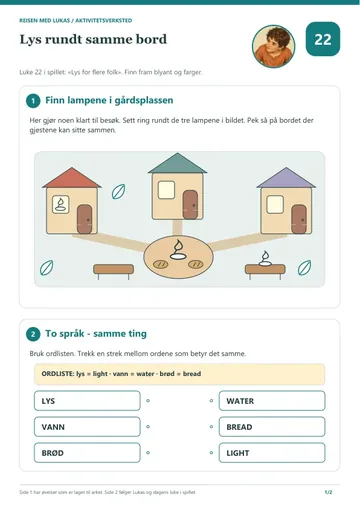 REISEN MED LUKAS / AKTIVITETSVERKSTED
Lys rundt samme bord
22
Luke 22 i spillet: «Lys for flere folk». Finn fram blyant og farger.
1 Finn lampene i gårdsplassen
Her gjør noen klart til besøk. Sett ring rundt de tre lampene i bildet. Pek så på bordet der
gjestene kan sitte sammen.
2 To språk - samme ting
Bruk ordlisten. Trekk en strek mellom ordene som betyr det samme.
ORDLISTE: lys = light · vann = water · brød = bread
LYS WATER
VANN BREAD
BRØD LIGHT
Side 1 har øvelser som er laget til arket. Side 2 følger Lukas og dagens luke i spillet 1/2